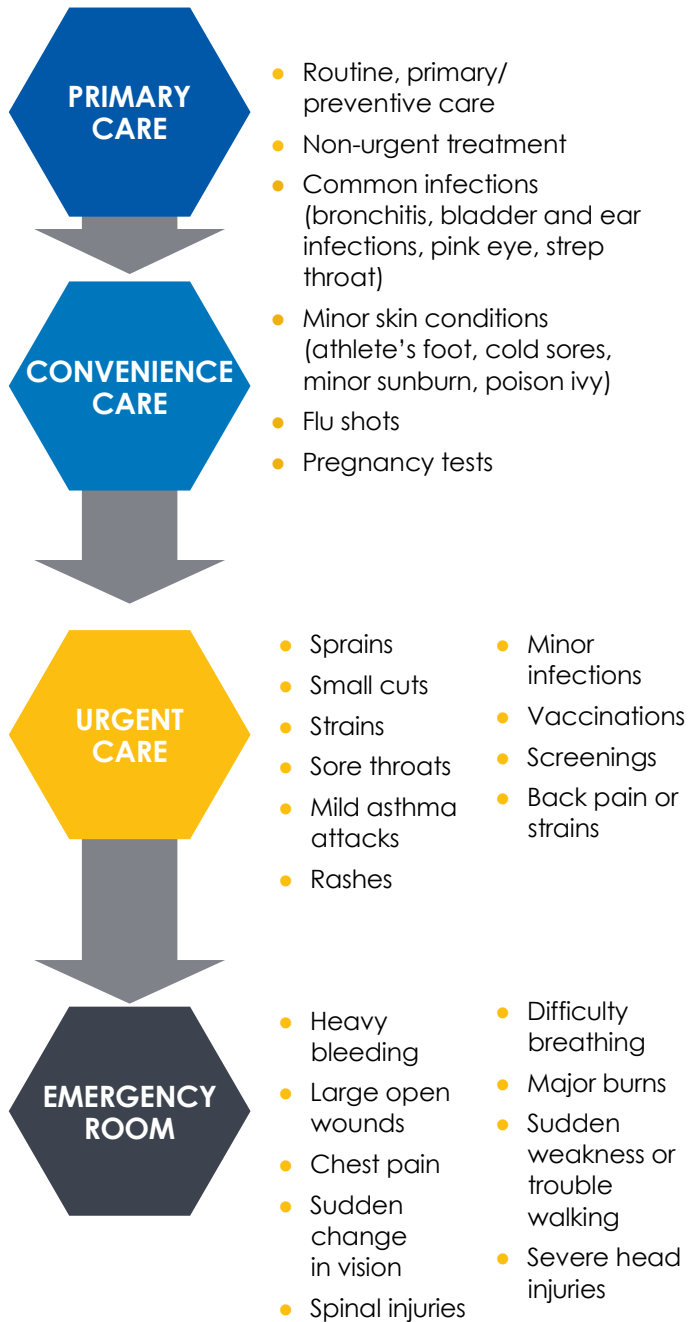 PRIMARY
CARE
Routine, primary/
preventive care
Non-urgent treatment
Common infections
(bronchitis, bladder and ear
infections, pink eye, strep
throat)
CONVENIENCE
CARE
Minor skin conditions
(athlete’s foot, cold sores,
minor sunburn, poison ivy)
Flu shots
Pregnancy tests
URGENT
CARE
Sprains
Small cuts
Strains
Sore throats
Mild asthma
attacks
Rashes
Minor
infections
Vaccinations
Screenings
Back pain or
strains
EMERGENCY
ROOM
Heavy
bleeding
Large open
wounds
Chest pain
Sudden
change
in vision
Spinal injuries
Difficulty
breathing
Major burns
Sudden
weakness or
trouble
walking
Severe head
injuries